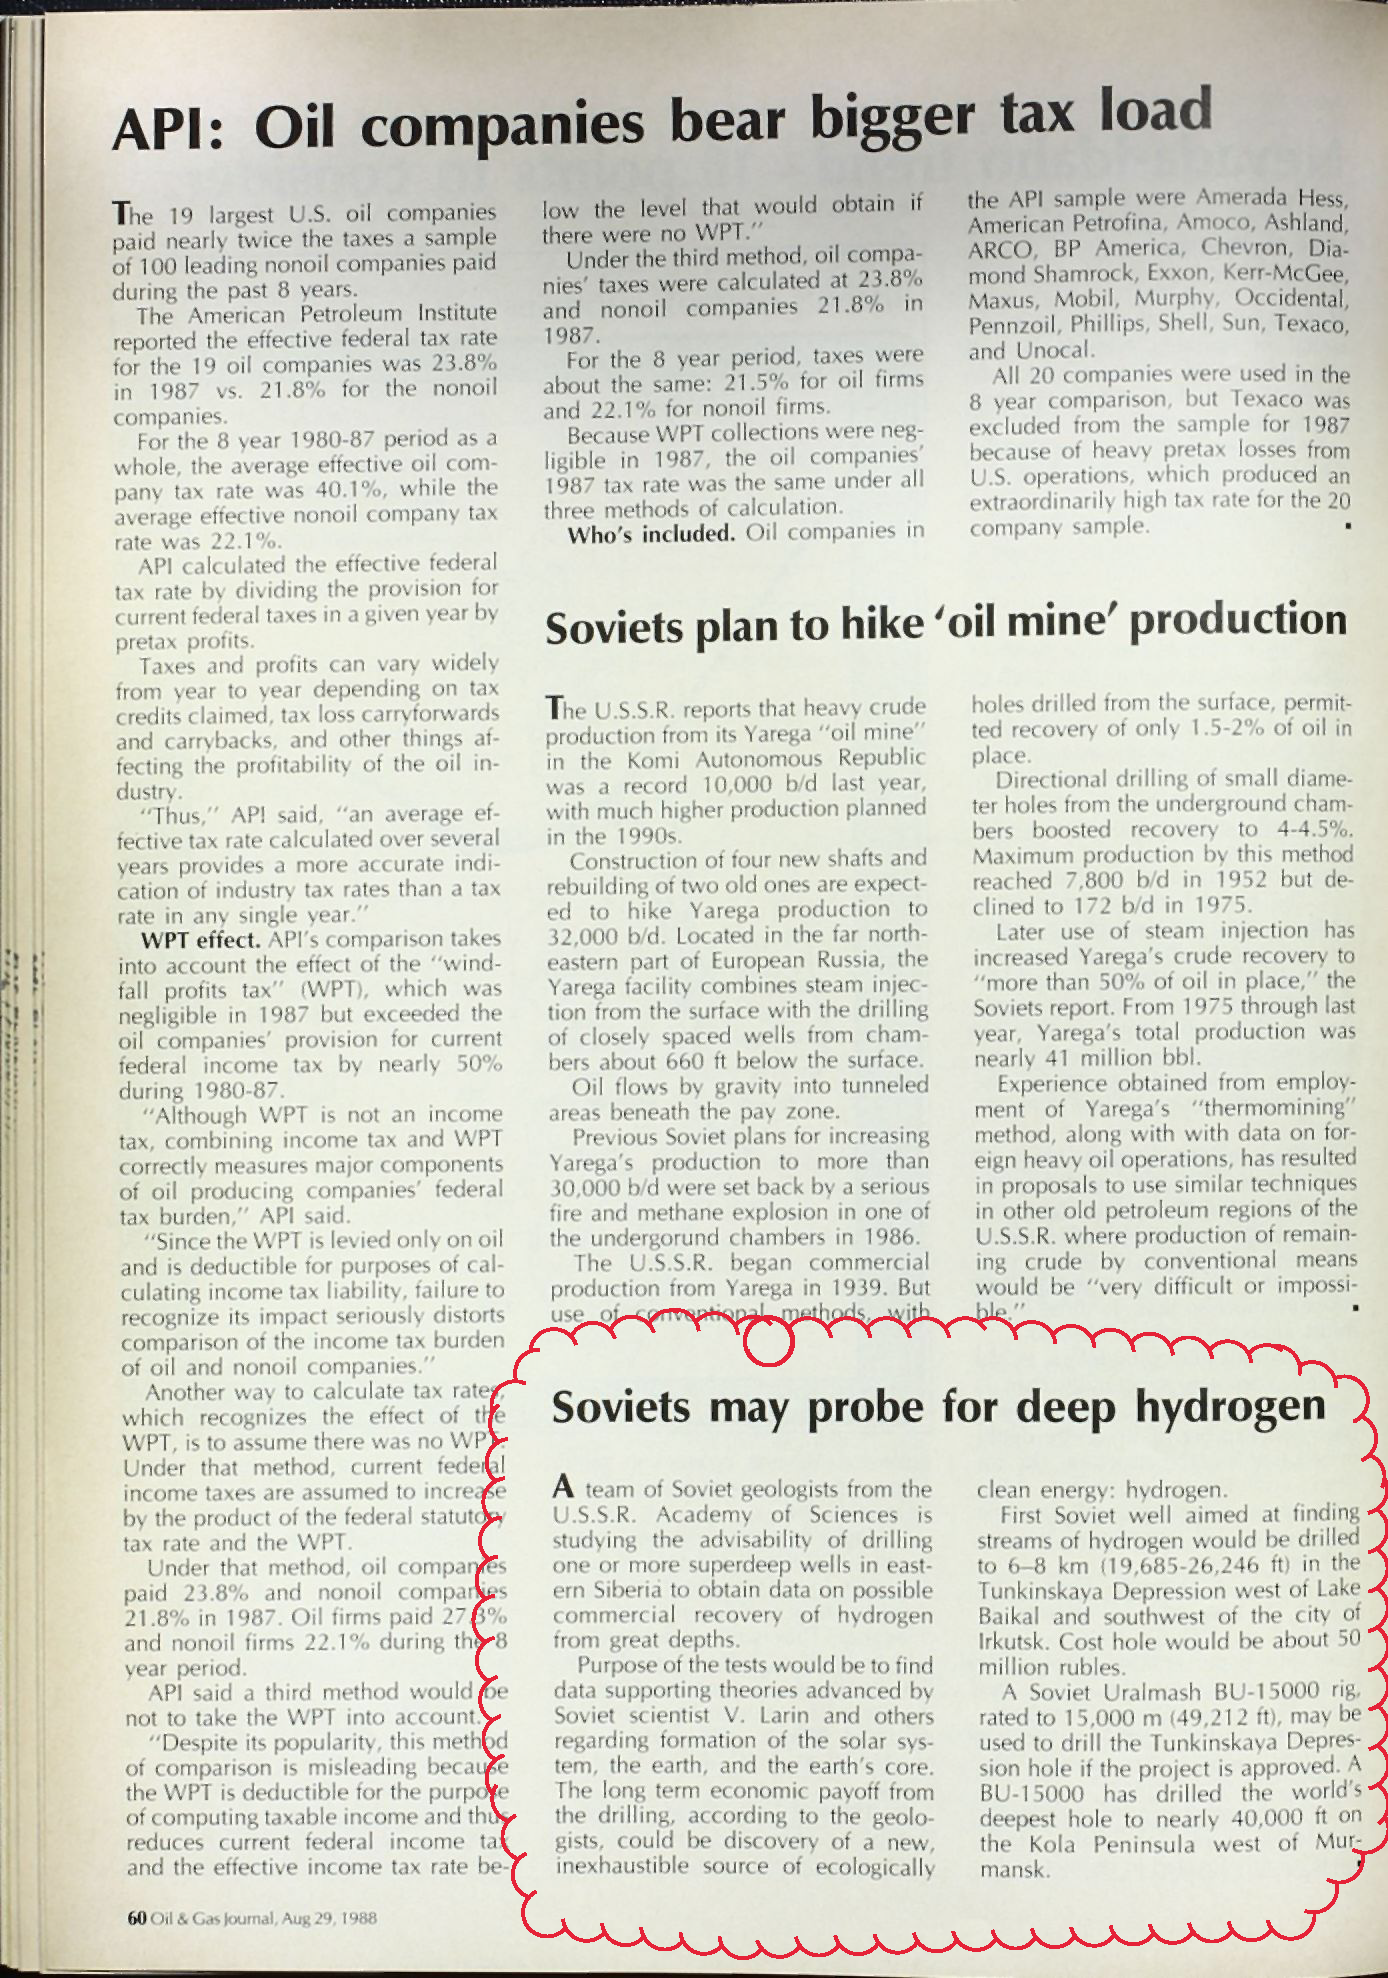 API: Oil companies bear bigger tax load
The 19 largest U.S. oil companies
paid nearly twice the taxes a sample
of 100 leading nonoil companies paid
during the past 8 years.
The American Petroleum Institute
reported the effective federal tax rate
for the 19 oil companies was 23.8%
in 1987 vs. 21.8% for the nonoil
companies.
For the 8 year 1980-87 period as a
whole, the average effective oil com-
pany tax rate was 40.1%, while the
average effective nonoil company tax
rate was 22.1%.
API calculated the effective federal
tax rate by dividing the provision for
current federal taxes in a given year by
pretax profits.
Taxes and profits can vary widely
from year to year depending on tax
credits claimed, tax loss carryforwards
and carrybacks, and other things af-
fecting the profitability of the oil in-
dustry.
"Thus," API said, "an average ef-
fective tax rate calculated over several
years provides a more accurate indi-
cation of industry tax rates than a tax
rate in any single year."
WPT effect. API's comparison takes
into account the effect of the "wind-
fall profits tax" (WPT), which was
negligible in 1987 but exceeded the
oil companies' provision for current
federal income tax by nearly 50%
during 1980-87.
"Although WPT is not an income
tax, combining income tax and WPT
correctly measures major components
of oil producing companies' federal
tax burden," API said.
"Since the WPT is levied only on oil
and is deductible for purposes of cal-
culating income tax liability, failure to
recognize its impact seriously distorts
comparison of the income tax burden
of oil and nonoil companies."
Another way to calculate tax rates,
which recognizes the effect of the
WPT, is to assume there was no WPT.
Under that method, current federal
income taxes are assumed to increase
by the product of the federal statutory
tax rate and the WPT.
Under that method, oil companies
paid 23.8% and nonoil companies
21.8% in 1987. Oil firms paid 27.3%
and nonoil firms 22.1% during the 8
year period.
API said a third method would be
not to take the WPT into account.
"Despite its popularity, this method
of comparison is misleading because
the WPT is deductible for the purpose
of computing taxable income and thus
reduces current federal income tax
and the effective income tax rate be-
low the level that would obtain if
there were no WPT."
Under the third method, oil compa-
nies' taxes were calculated at 23.8%
and nonoil companies 21.8% in
1987.
For the 8 year period, taxes were
about the same: 21.5% for oil firms
and 22.1% for nonoil firms.
Because WPT collections were neg-
ligible in 1987, the oil companies'
1987 tax rate was the same under all
three methods of calculation.
Who's included. Oil companies in
the API sample were Amerada Hess,
American Petrofina, Amoco, Ashland,
ARCO, BP America, Chevron, Dia-
mond Shamrock, Exxon, Kerr-McGee,
Maxus, Mobil, Murphy, Occidental,
Pennzoil, Phillips, Shell, Sun, Texaco,
and Unocal.
All 20 companies were used in the
8 year comparison, but Texaco was
excluded from the sample for 1987
because of heavy pretax losses from
U.S. operations, which produced an
extraordinarily high tax rate for the 20
company sample.
Soviets plan to hike 'oil mine' production
The U.S.S.R. reports that heavy crude
production from its Yarega "oil mine"
in the Komi Autonomous Republic
was a record 10,000 b/d last year,
with much higher production planned
in the 1990s.
Construction of four new shafts and
rebuilding of two old ones are expect-
ed to hike Yarega production to
32,000 b/d. Located in the far north-
eastern part of European Russia, the
Yarega facility combines steam injec-
tion from the surface with the drilling
of closely spaced wells from cham-
bers about 660 ft below the surface.
Oil flows by gravity into tunneled
areas beneath the pay zone.
Previous Soviet plans for increasing
Yarega's production to more than
30,000 b/d were set back by a serious
fire and methane explosion in one of
the undergorund chambers in 1986.
The U.S.S.R. began commercial
production from Yarega in 1939. But
use of conventional methods, with
holes drilled from the surface, permit-
ted recovery of only 1.5-2% of oil in
place.
Directional drilling of small diame-
ter holes from the underground cham-
bers boosted recovery to 4-4.5%.
Maximum production by this method
reached 7,800 b/d in 1952 but de-
clined to 172 b/d in 1975.
Later use of steam injection has
increased Yarega's crude recovery to
"more than 50% of oil in place," the
Soviets report. From 1975 through last
year, Yarega's total production was
nearly 41 million bbl.
Experience obtained from employ-
ment of Yarega's "thermomining"
method, along with with data on for-
eign heavy oil operations, has resulted
in proposals to use similar techniques
in other old petroleum regions of the
U.S.S.R. where production of remain-
ing crude by conventional means
would be "very difficult or impossi-
ble."
Soviets may probe for deep hydrogen
A team of Soviet geologists from the
U.S.S.R. Academy of Sciences is
studying the advisability of drilling
one or more superdeep wells in east-
ern Siberia to obtain data on possible
commercial recovery of hydrogen
from great depths.
Purpose of the tests would be to find
data supporting theories advanced by
Soviet scientist V. Larin and others
regarding formation of the solar sys-
tem, the earth, and the earth's core.
The long term economic payoff from
the drilling, according to the geolo-
gists, could be discovery of a new,
inexhaustible source of ecologically
clean energy: hydrogen.
First Soviet well aimed at finding
streams of hydrogen would be drilled
to 6–8 km (19,685-26,246 ft) in the
Tunkinskaya Depression west of Lake
Baikal and southwest of the city of
Irkutsk. Cost hole would be about 50
million rubles.
A Soviet Uralmash BU-15000 rig,
rated to 15,000 m (49,212 ft), may be
used to drill the Tunkinskaya Depres-
sion hole if the project is approved. A
BU-15000 has drilled the world's
deepest hole to nearly 40,000 ft on
the Kola Peninsula west of Mur-
mansk.
60 Oil & Gas Journal, Aug 29, 1988